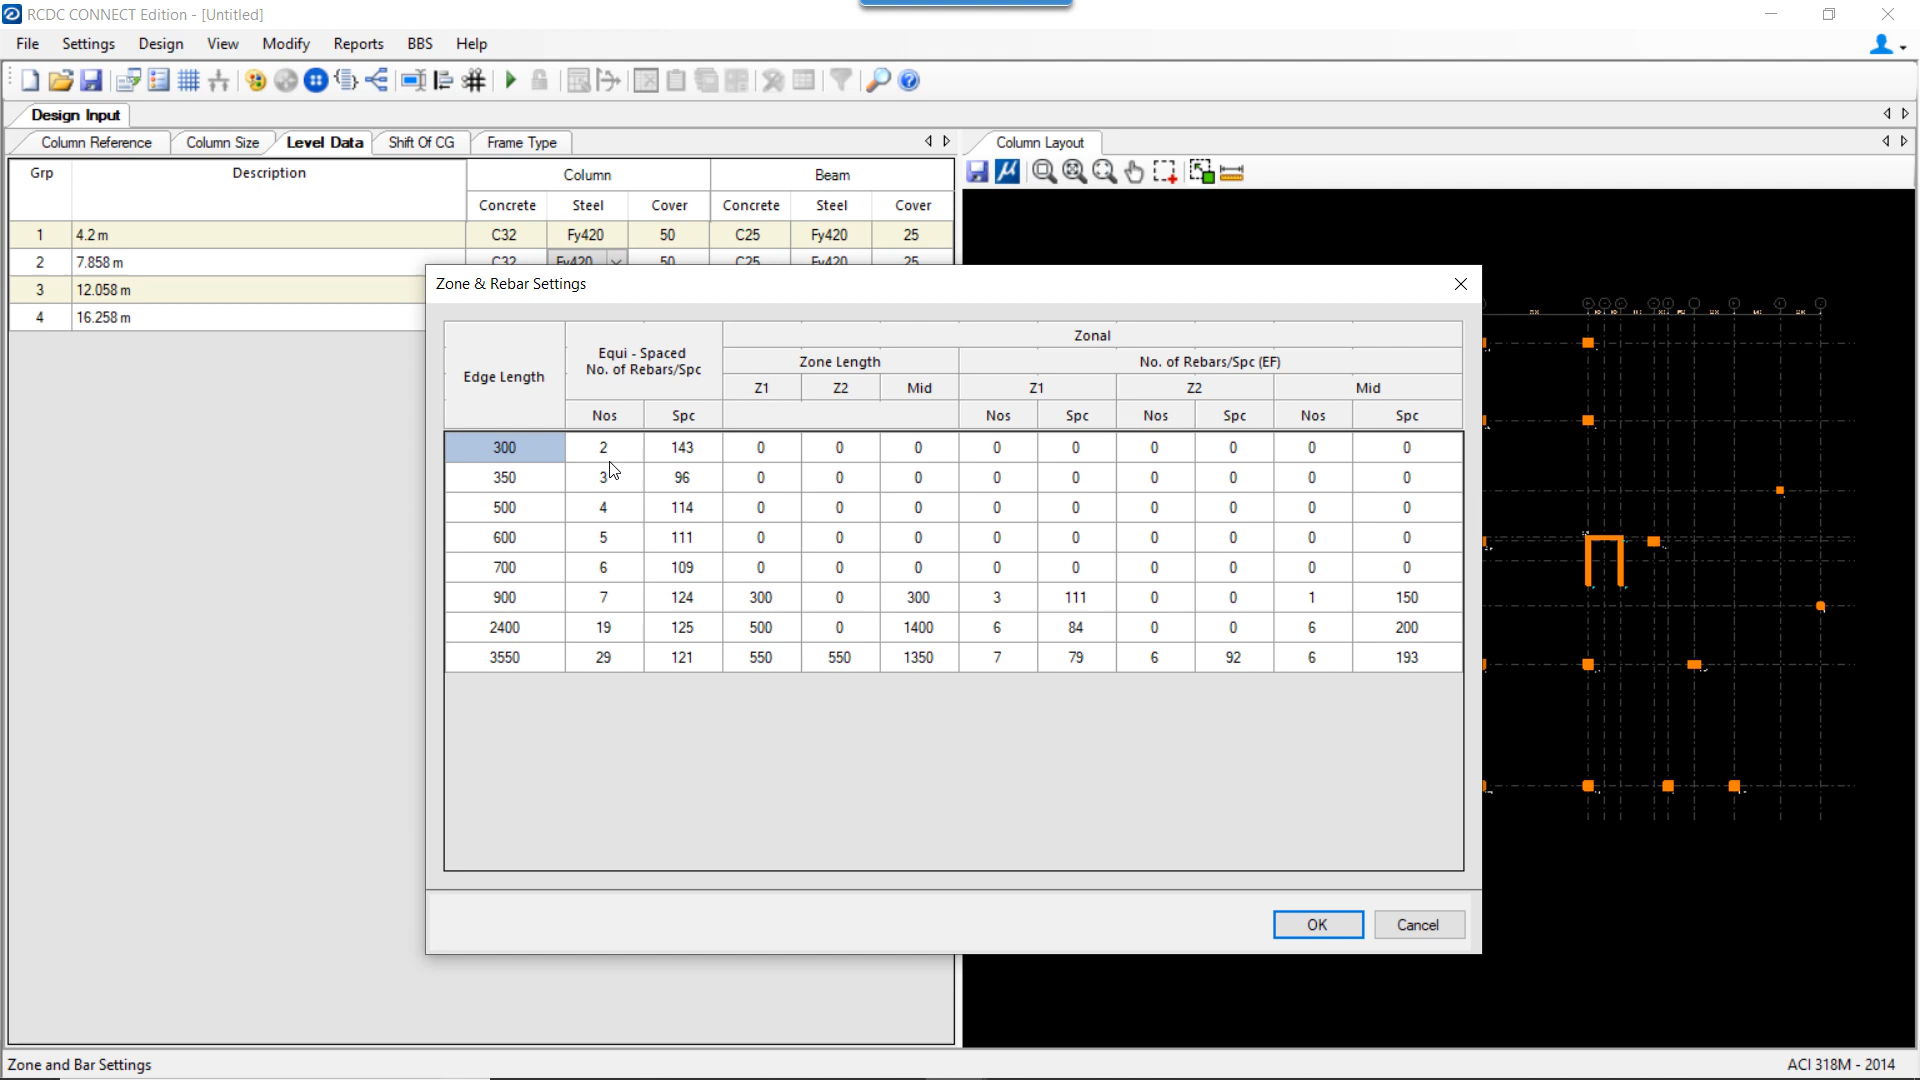 RCDC CONNECT Edition - [Untitled]
File Settings Design View Modify Reports BBS Help
Design Input
Column Reference Column Size Level Data Shift Of CG Frame Type
Column Layout
Grp Description Column Beam
Concrete Steel Cover Concrete Steel Cover
1 4.2 m C32 Fy420 50 C25 Fy420 25
2 7.858 m C32 Fy420 50 C25 Fy420 25
3 12.058 m
4 16.258 m
Zone & Rebar Settings
Edge Length Equi - Spaced No. of Rebars/Spc Zonal
Zone Length No. of Rebars/Spc (EF)
Z1 Z2 Mid Z1 Z2 Mid
Nos Spc Nos Spc Nos Spc Nos Spc
300 2 143 0 0 0 0 0 0 0 0 0
350 3 96 0 0 0 0 0 0 0 0 0
500 4 114 0 0 0 0 0 0 0 0 0
600 5 111 0 0 0 0 0 0 0 0 0
700 6 109 0 0 0 0 0 0 0 0 0
900 7 124 300 0 300 3 111 0 0 1 150
2400 19 125 500 0 1400 6 84 0 0 6 200
3550 29 121 550 550 1350 7 79 6 92 6 193
OK Cancel
Zone and Bar Settings ACI 318M - 2014